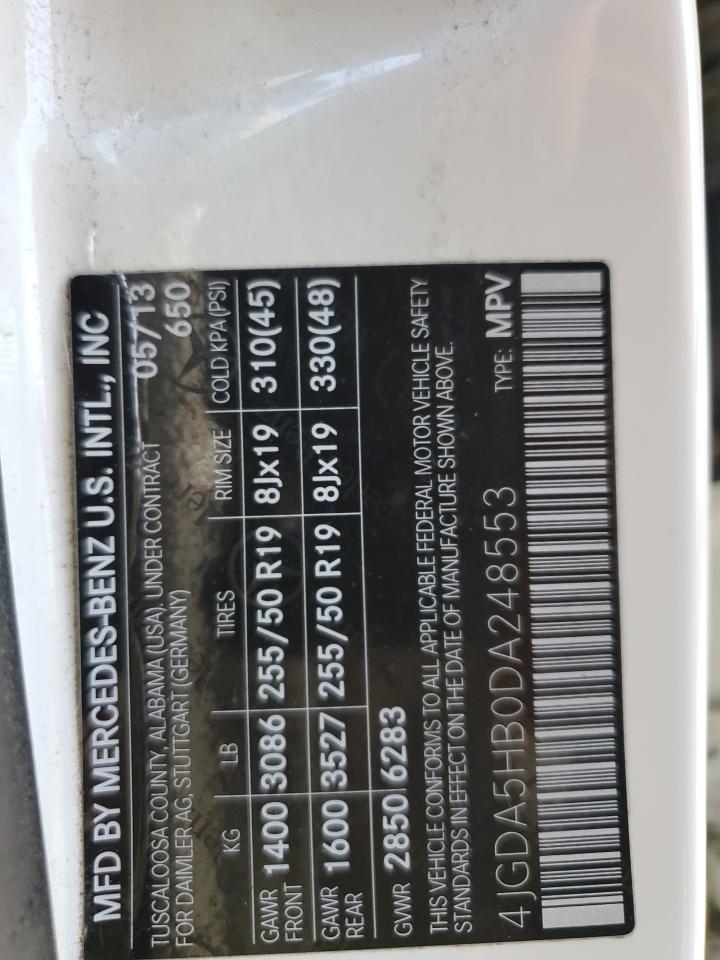 MFD BY MERCEDES-BENZ U.S. INTL., INC
TUSCALOOSA COUNTY, ALABAMA (USA), UNDER CONTRACT 05/13
FOR DAIMLER AG, STUTTGART (GERMANY) 650
KG LB TIRES RIM SIZE COLD KPA (PSI)
GAWR FRONT 1400 3086 255/50 R19 8Jx19 310(45)
GAWR REAR 1600 3527 255/50 R19 8Jx19 330(48)
GVWR 2850 6283
THIS VEHICLE CONFORMS TO ALL APPLICABLE FEDERAL MOTOR VEHICLE SAFETY
STANDARDS IN EFFECT ON THE DATE OF MANUFACTURE SHOWN ABOVE.
4JGDA5HB0DA248553 TYPE: MPV